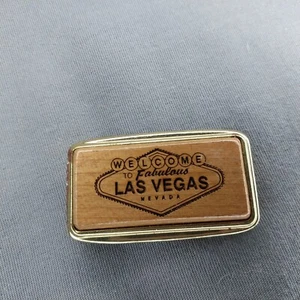 WELCOME
TO Fabulous
LAS VEGAS
NEVADA